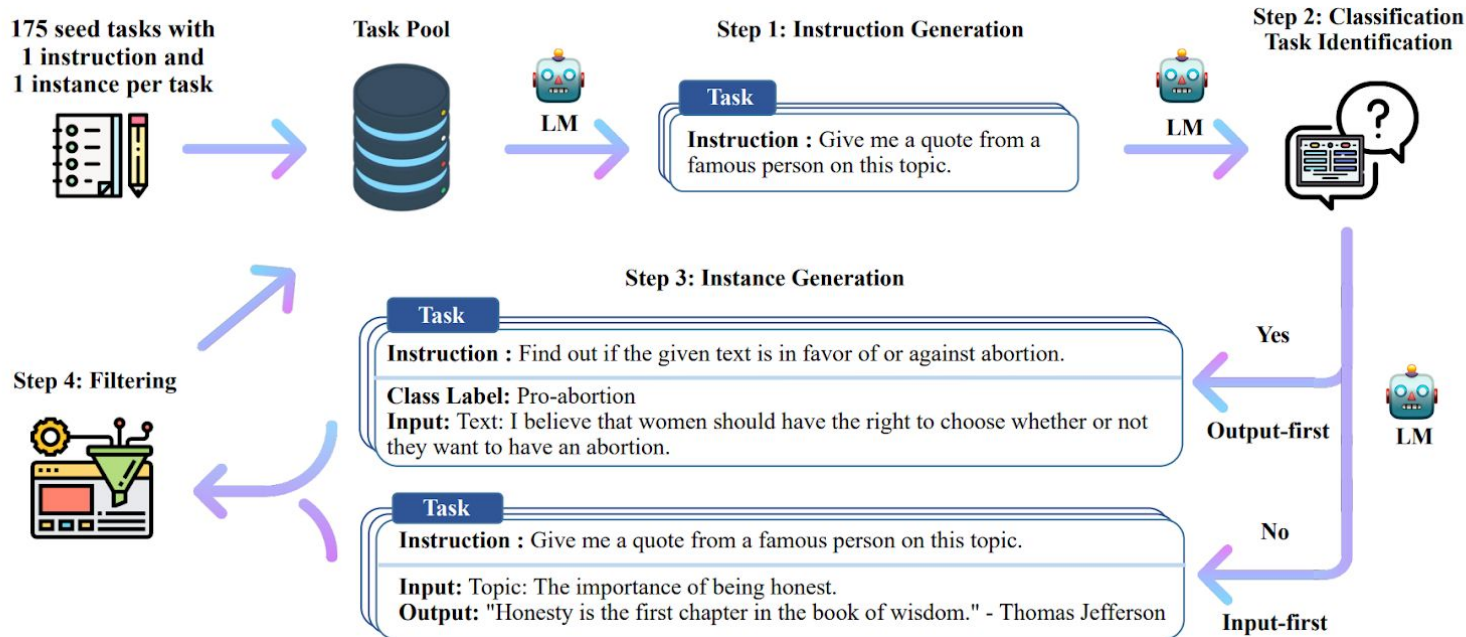 175 seed tasks with
1 instruction and
1 instance per task
Task Pool
LM
Step 1: Instruction Generation
Task
Instruction : Give me a quote from a
famous person on this topic.
LM
Step 2: Classification
Task Identification
?
Step 3: Instance Generation
Task
Instruction : Find out if the given text is in favor of or against abortion.
Class Label: Pro-abortion
Input: Text: I believe that women should have the right to choose whether or not
they want to have an abortion.
Yes
Output-first
LM
Step 4: Filtering
Task
Instruction : Give me a quote from a famous person on this topic.
Input: Topic: The importance of being honest.
Output: "Honesty is the first chapter in the book of wisdom." - Thomas Jefferson
No
Input-first